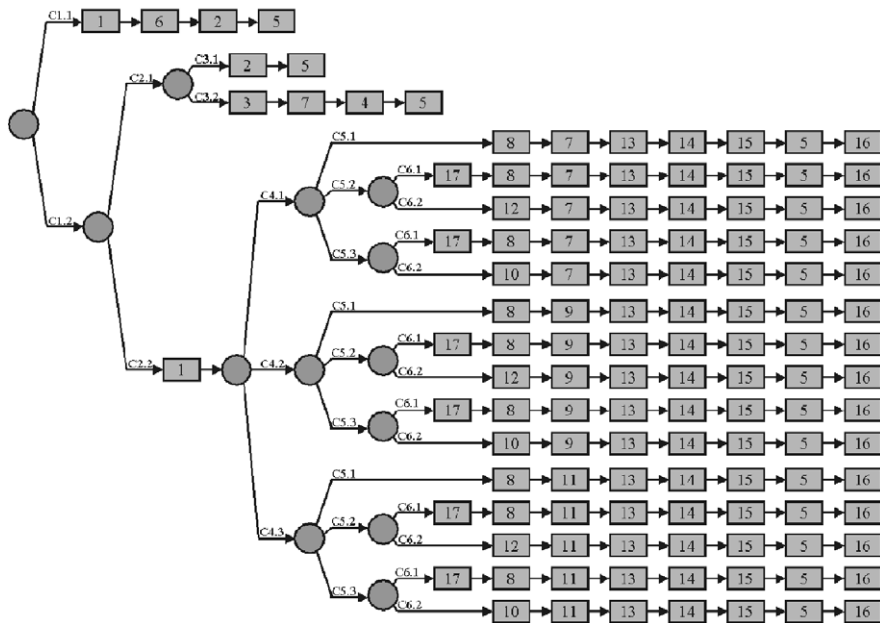 C1.1 1 6 2 5
C3.1 2 5
C2.1
C3.2 3 7 4 5
C5.1 8 7 13 14 15 5 16
C6.1 17 8 7 13 14 15 5 16
C5.2
C4.1 C6.2 12 7 13 14 15 5 16
C1.2
C6.1 17 8 7 13 14 15 5 16
C5.3
C6.2 10 7 13 14 15 5 16
C5.1 8 9 13 14 15 5 16
C6.1 17 8 9 13 14 15 5 16
C5.2
C2.2 1 C4.2
C6.2 12 9 13 14 15 5 16
C6.1 17 8 9 13 14 15 5 16
C5.3
C6.2 10 9 13 14 15 5 16
C5.1 8 11 13 14 15 5 16
C6.1 17 8 11 13 14 15 5 16
C5.2
C4.3 C6.2 12 11 13 14 15 5 16
C6.1 17 8 11 13 14 15 5 16
C5.3
C6.2 10 11 13 14 15 5 16